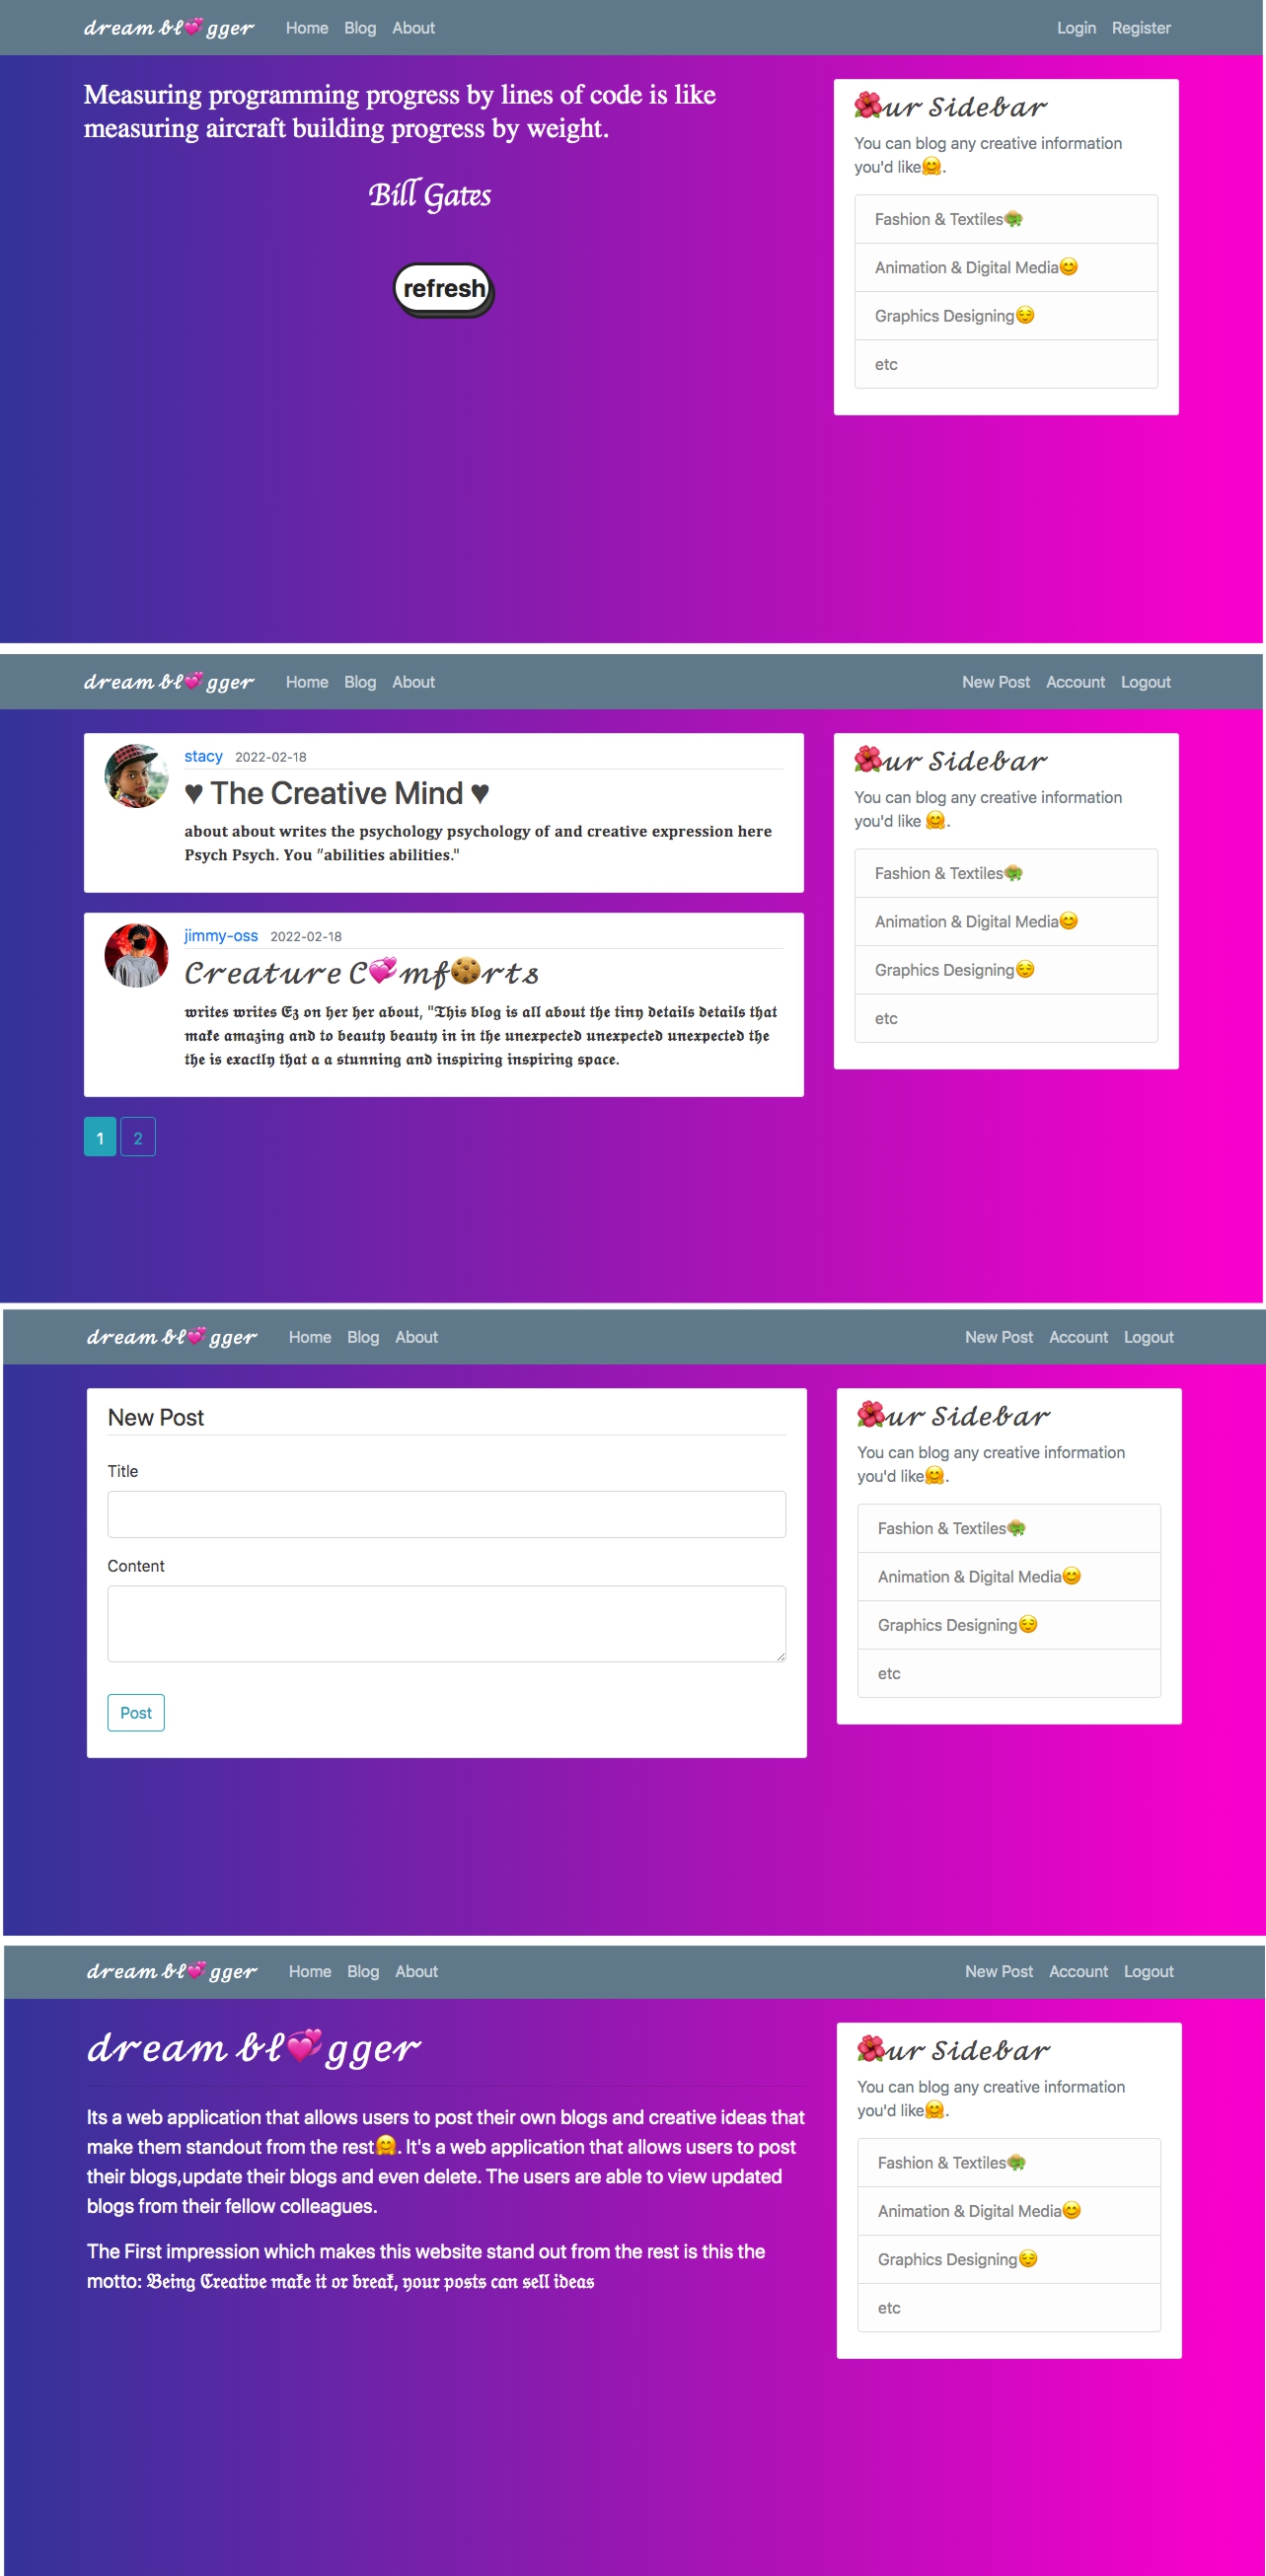 dream bl💞gger Home Blog About Login Register
Measuring programming progress by lines of code is like
measuring aircraft building progress by weight.
Bill Gates
refresh
🌺ur Sidebar
You can blog any creative information
you'd like🤗.
Fashion & Textiles👒
Animation & Digital Media😊
Graphics Designing😌
etc
dream bl💞gger Home Blog About New Post Account Logout
stacy 2022-02-18
♥ The Creative Mind ♥
about about writes the psychology psychology of and creative expression here
Psych Psych. You "abilities abilities."
jimmy-oss 2022-02-18
Creature C💞mf🍪rts
writes writes Ez on her her about, "This blog is all about the tiny details details that
make amazing and to beauty beauty in in the unexpected unexpected unexpected the
the is exactly that a a stunning and inspiring inspiring space.
1 2
🌺ur Sidebar
You can blog any creative information
you'd like 🤗.
Fashion & Textiles👒
Animation & Digital Media😊
Graphics Designing😌
etc
dream bl💞gger Home Blog About New Post Account Logout
New Post
Title
Content
Post
🌺ur Sidebar
You can blog any creative information
you'd like🤗.
Fashion & Textiles👒
Animation & Digital Media😊
Graphics Designing😌
etc
dream bl💞gger Home Blog About New Post Account Logout
dream bl💞gger
Its a web application that allows users to post their own blogs and creative ideas that
make them standout from the rest🤗. It's a web application that allows users to post
their blogs,update their blogs and even delete. The users are able to view updated
blogs from their fellow colleagues.
The First impression which makes this website stand out from the rest is this the
motto: Being Creative make it or break, your posts can sell ideas
🌺ur Sidebar
You can blog any creative information
you'd like🤗.
Fashion & Textiles👒
Animation & Digital Media😊
Graphics Designing😌
etc